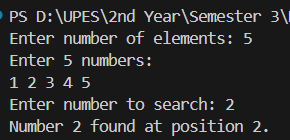 PS D:\UPES\2nd Year\Semester 3\
Enter number of elements: 5
Enter 5 numbers:
1 2 3 4 5
Enter number to search: 2
Number 2 found at position 2.